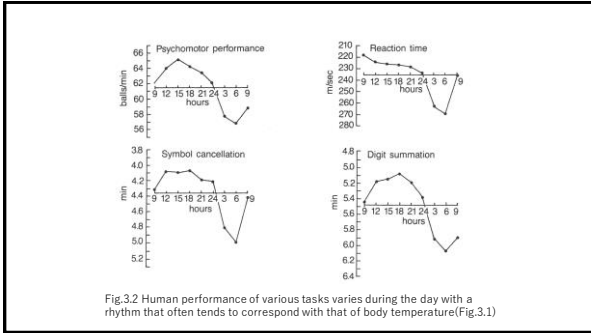 Psychomotor performance
66
64
62
60
58
56
balls/min
9 12 15 18 21 24 3 6 9
hours
Reaction time
210
220
230
240
250
260
270
280
m/sec
9 12 15 18 21 24 3 6 9
hours
Symbol cancellation
3.8
4.0
4.2
4.4
4.6
4.8
5.0
5.2
min
9 12 15 18 21 24 3 6 9
hours
Digit summation
4.8
5.0
5.2
5.4
5.6
5.8
6.0
6.2
6.4
min
9 12 15 18 21 24 3 6 9
hours
Fig.3.2 Human performance of various tasks varies during the day with a
rhythm that often tends to correspond with that of body temperature(Fig.3.1)